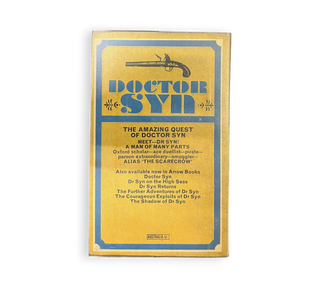 DOCTOR
SYN
THE AMAZING QUEST
OF DOCTOR SYN
MEET—DR SYN!
A MAN OF MANY PARTS
Oxford scholar—ace duellist—pirate—
parson extraordinary—smuggler—
ALIAS 'THE SCARECROW'
Also available now in Arrow Books
Doctor Syn
Dr Syn on the High Seas
Dr Syn Returns
The Further Adventures of Dr Syn
The Courageous Exploits of Dr Syn
The Shadow of Dr Syn